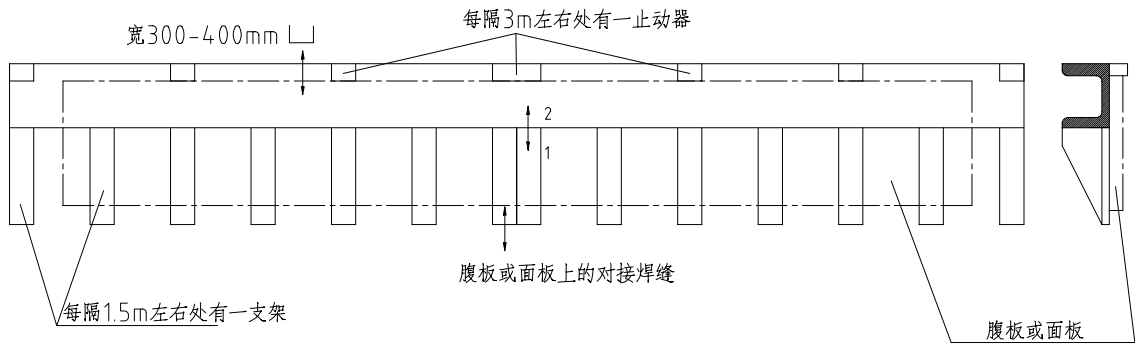 每隔3m左右处有一止动器
宽300-400mm
2
1
腹板或面板上的对接焊缝
每隔1.5m左右处有一支架
腹板或面板